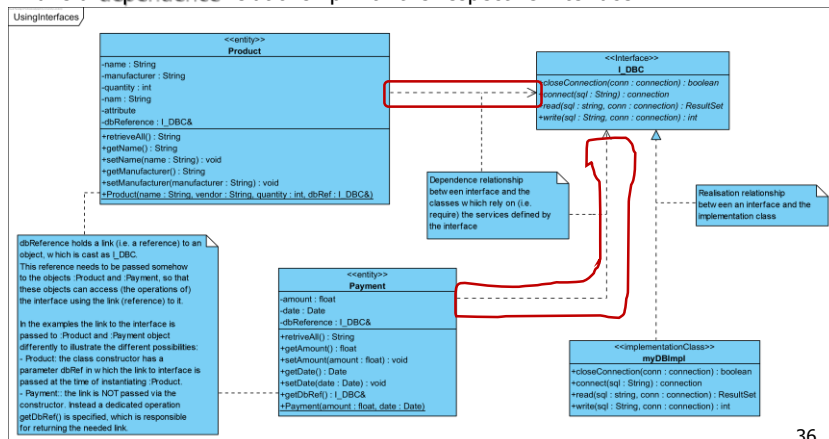 UsingInterfaces
<<entity>>
Product
-name : String
-manufacturer : String
-quantity : int
-nam : String
-attribute
-dbReference : I_DBC&
+retrieveAll() : String
+getName() : String
+setName(name : String) : void
+getManufacturer() : String
+setManufacturer(manufacturer : String) : void
+Product(name : String, vendor : String, quantity : int, dbRef : I_DBC&)
<<Interface>>
I_DBC
+closeConnection(conn : connection) : boolean
+connect(sql : String) : connection
+read(sql : string, conn : connection) : ResultSet
+write(sql : String, conn : connection) : int
Dependence relationship
between interface and the
classes whiich rely on (i.e.
require) the services defined by
the interface
Realisation relationship
between an interface and the
implementation class
dbReference holds a link (i.e. a reference) to an
object, which is cast as I_DBC.
This reference needs to be passed somehow
to the objects :Product and :Payment, so that
these objects can access (the operations of)
the interface using the link (reference) to it.
In the examples the link to the interface is
passed to :Product and :Payment object
differently to illustrate the different possibilities:
- Product: the class constructor has a
parameter dbRef in which the link to interface is
passed at the time of instantiating :Product.
- Payment:: the link is NOT passed via the
constructor. Instead a dedicated operation
getDbRef() is specified, which is responsible
for returning the needed link.
<<entity>>
Payment
-amount : float
-date : Date
-dbReference : I_DBC&
+retriveAll() : String
+getAmount() : float
+setAmount(amount : float) : void
+getDate() : Date
+setDate(date : Date) : void
+getDbRef() : I_DBC&
+Payment(amount : float, date : Date)
<<implementationClass>>
myDBImpl
+closeConnection(conn : connection) : boolean
+connect(sql : String) : connection
+read(sql : string, conn : connection) : ResultSet
+write(sql : String, conn : connection) : int
36